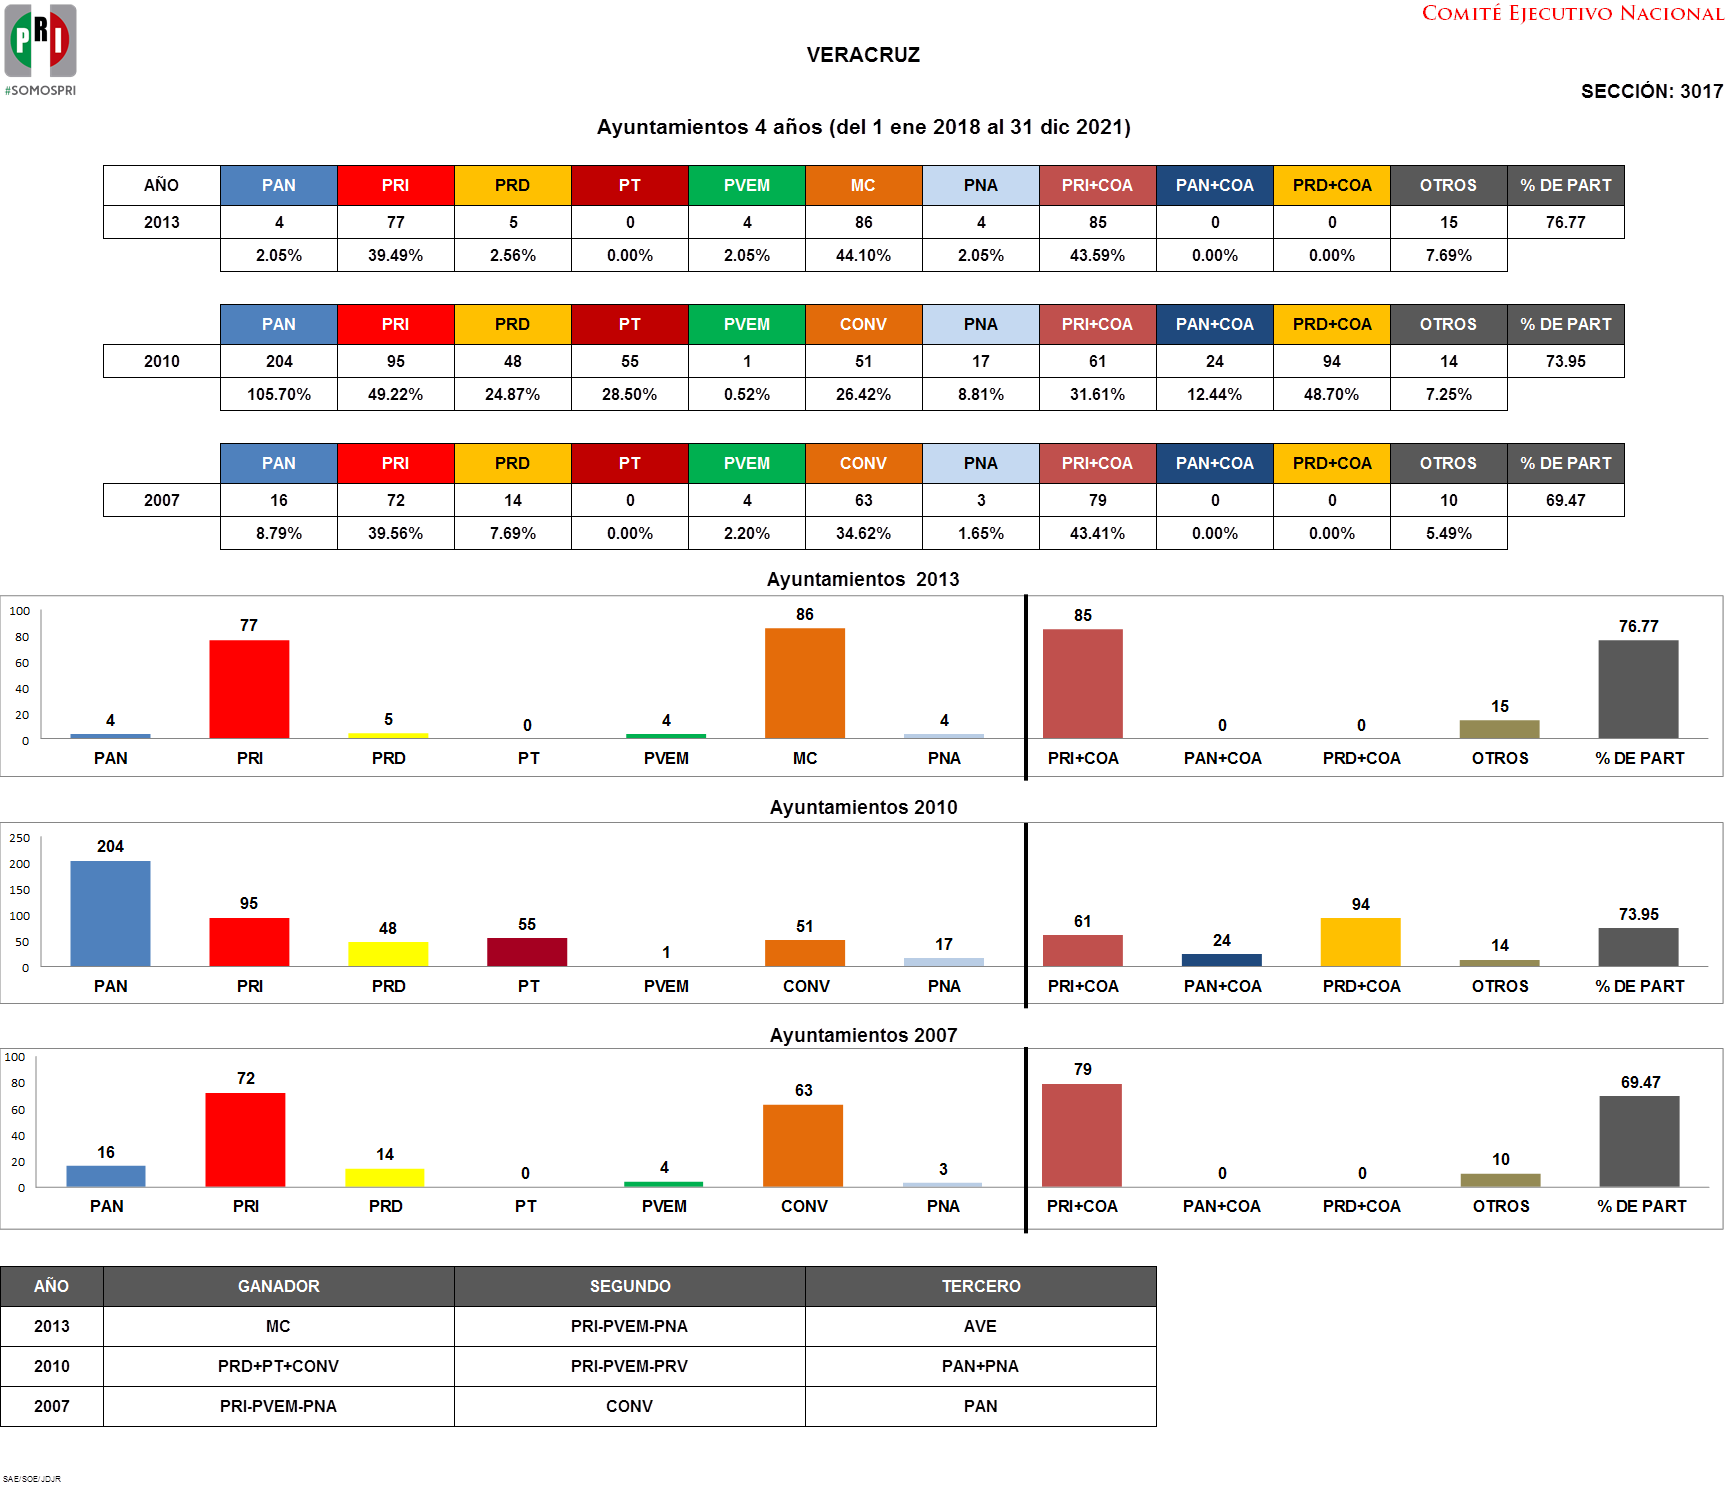 PRI
#SOMOSPRI
COMITÉ EJECUTIVO NACIONAL
VERACRUZ
SECCIÓN: 3017
Ayuntamientos 4 años (del 1 ene 2018 al 31 dic 2021)
AÑO PAN PRI PRD PT PVEM MC PNA PRI+COA PAN+COA PRD+COA OTROS % DE PART
2013 4 77 5 0 4 86 4 85 0 0 15 76.77
2.05% 39.49% 2.56% 0.00% 2.05% 44.10% 2.05% 43.59% 0.00% 0.00% 7.69%
PAN PRI PRD PT PVEM CONV PNA PRI+COA PAN+COA PRD+COA OTROS % DE PART
2010 204 95 48 55 1 51 17 61 24 94 14 73.95
105.70% 49.22% 24.87% 28.50% 0.52% 26.42% 8.81% 31.61% 12.44% 48.70% 7.25%
PAN PRI PRD PT PVEM CONV PNA PRI+COA PAN+COA PRD+COA OTROS % DE PART
2007 16 72 14 0 4 63 3 79 0 0 10 69.47
8.79% 39.56% 7.69% 0.00% 2.20% 34.62% 1.65% 43.41% 0.00% 0.00% 5.49%
Ayuntamientos 2013
100
80
60
40
20
0
4 77 5 0 4 86 4 85 0 0 15 76.77
PAN PRI PRD PT PVEM MC PNA PRI+COA PAN+COA PRD+COA OTROS % DE PART
Ayuntamientos 2010
250
200
150
100
50
0
204 95 48 55 1 51 17 61 24 94 14 73.95
PAN PRI PRD PT PVEM CONV PNA PRI+COA PAN+COA PRD+COA OTROS % DE PART
Ayuntamientos 2007
100
80
60
40
20
0
16 72 14 0 4 63 3 79 0 0 10 69.47
PAN PRI PRD PT PVEM CONV PNA PRI+COA PAN+COA PRD+COA OTROS % DE PART
AÑO GANADOR SEGUNDO TERCERO
2013 MC PRI-PVEM-PNA AVE
2010 PRD+PT+CONV PRI-PVEM-PRV PAN+PNA
2007 PRI-PVEM-PNA CONV PAN
SAE/SOE/JDJR